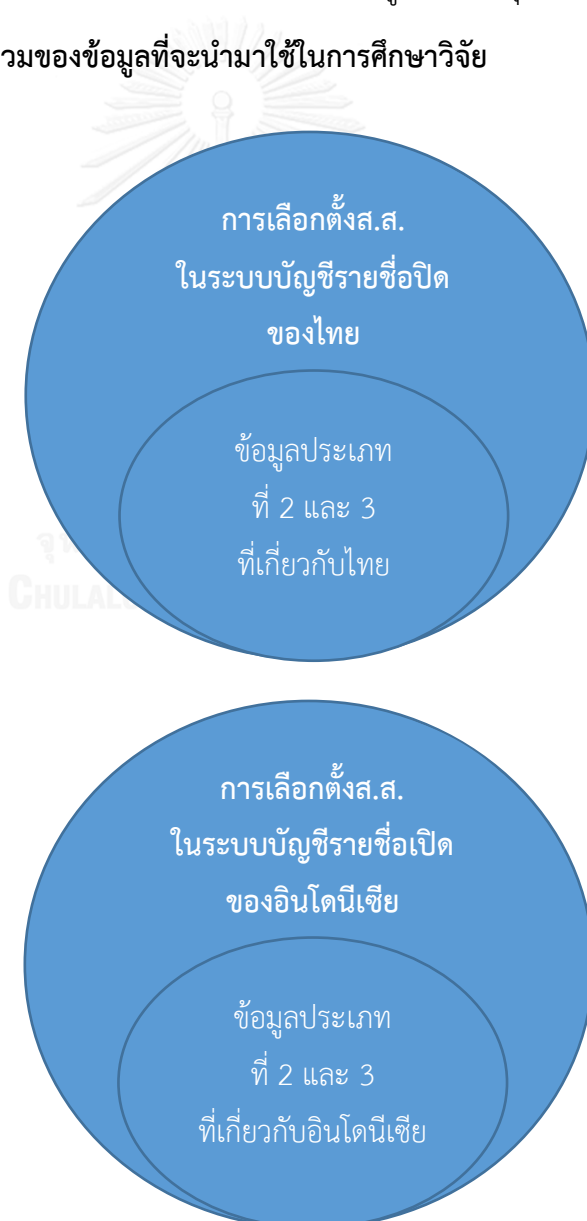 วมของข้อมูลที่จะนำมาใช้ในการศึกษาวิจัย
การเลือกตั้งส.ส.
ในระบบบัญชีรายชื่อปิด
ของไทย
ข้อมูลประเภท
ที่ 2 และ 3
ที่เกี่ยวกับไทย
การเลือกตั้งส.ส.
ในระบบบัญชีรายชื่อเปิด
ของอินโดนีเซีย
ข้อมูลประเภท
ที่ 2 และ 3
ที่เกี่ยวกับอินโดนีเซีย